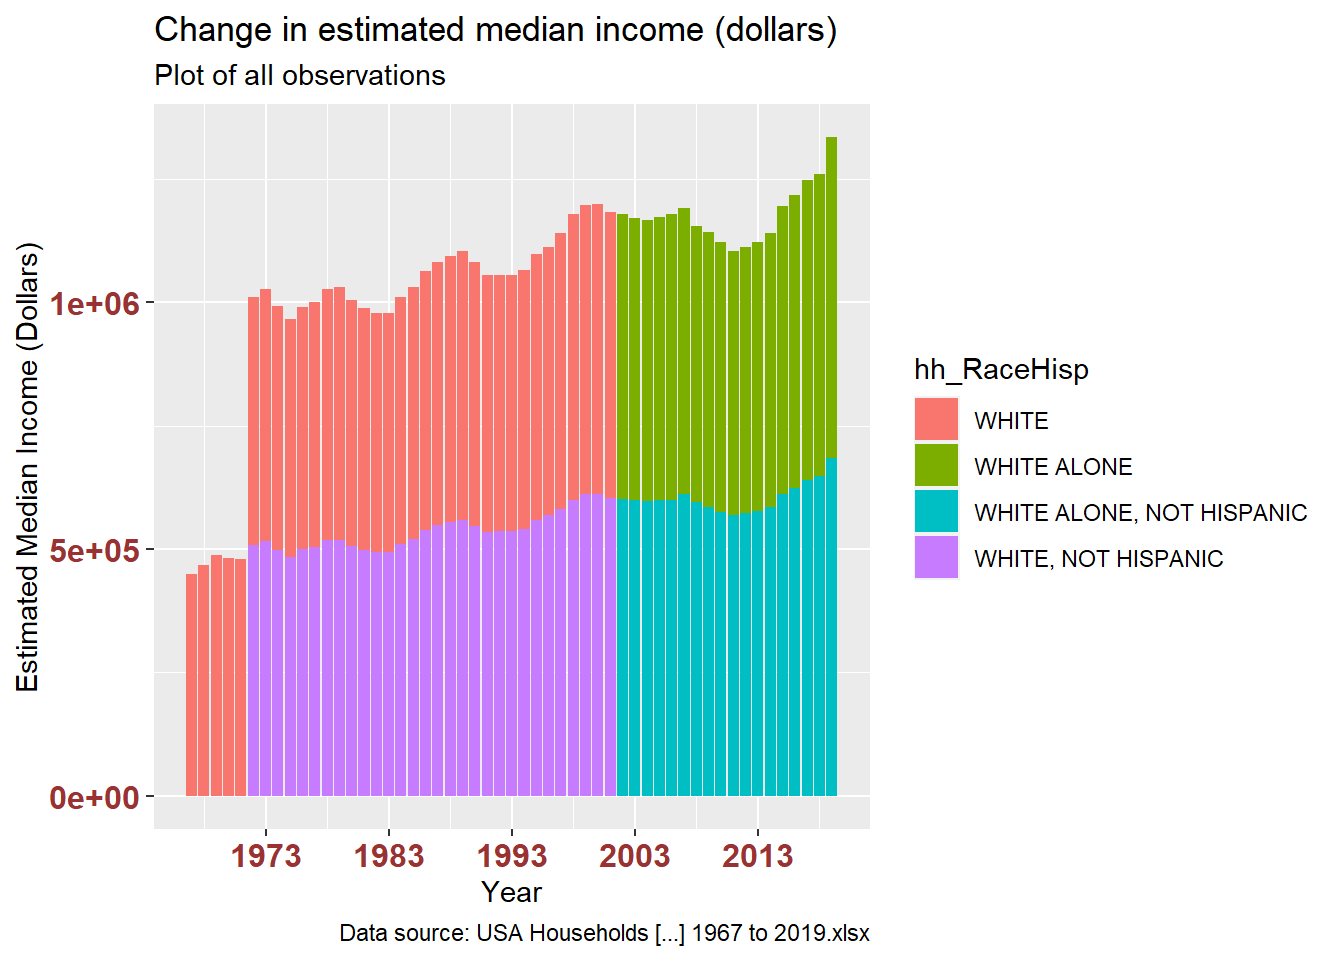 Change in estimated median income (dollars)
Plot of all observations
Estimated Median Income (Dollars)
1e+06
5e+05
0e+00
1973 1983 1993 2003 2013
Year
hh_RaceHisp
WHITE
WHITE ALONE
WHITE ALONE, NOT HISPANIC
WHITE, NOT HISPANIC
Data source: USA Households [...] 1967 to 2019.xlsx